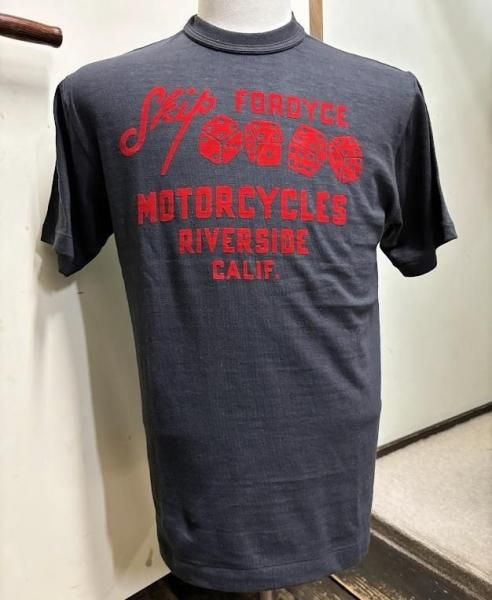 Skip FORDYCE
MOTORCYCLES
RIVERSIDE
CALIF.